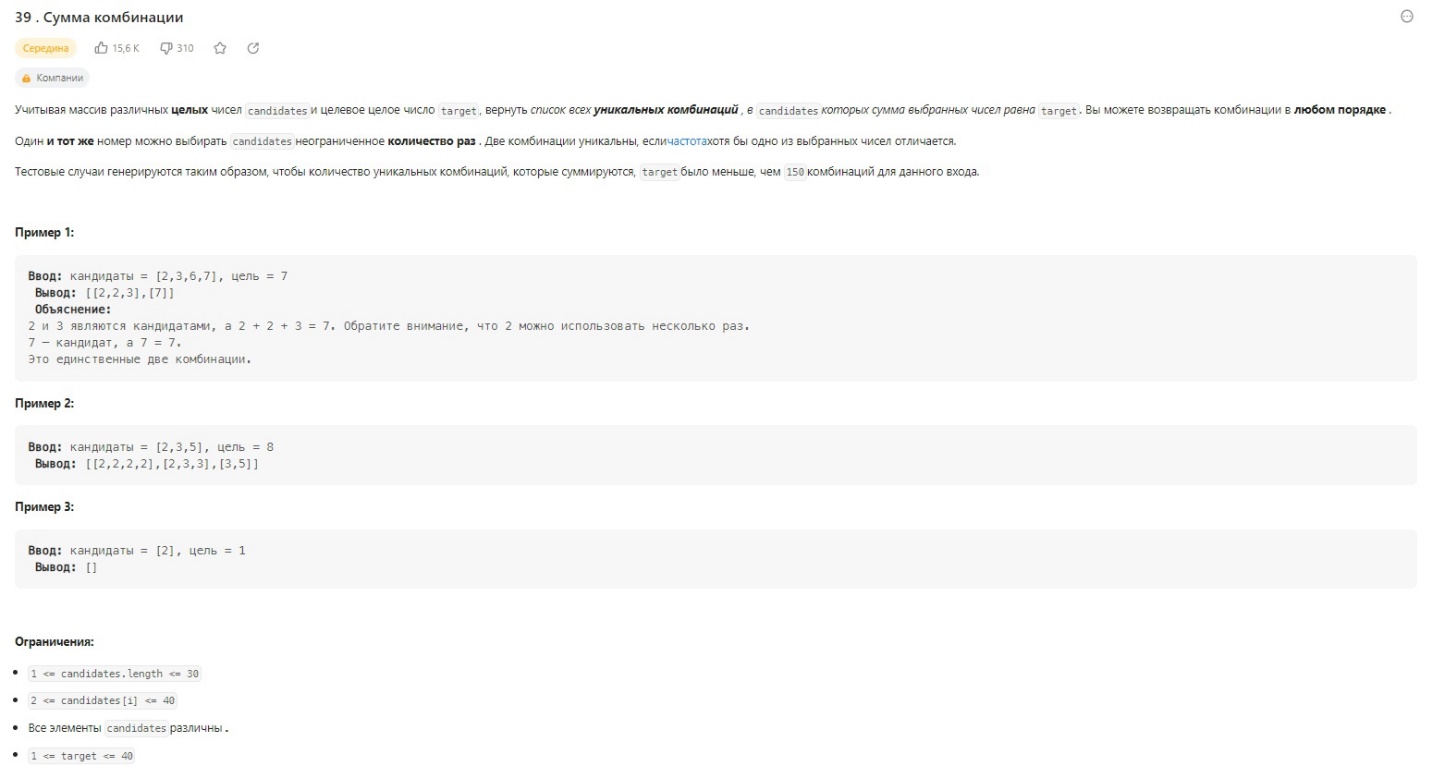 39 . Сумма комбинации
Середина 15,6 K 310
Компании
Учитывая массив различных целых чисел candidates и целевое целое число target, вернуть список всех уникальных комбинаций , в candidates которых сумма выбранных чисел равна target. Вы можете возвращать комбинации в любом порядке .
Один и тот же номер можно выбирать candidates неограниченное количество раз . Две комбинации уникальны, есличастотахотя бы одно из выбранных чисел отличается.
Тестовые случаи генерируются таким образом, чтобы количество уникальных комбинаций, которые суммируются, target было меньше, чем 150 комбинаций для данного входа.
Пример 1:
Ввод: кандидаты = [2,3,6,7], цель = 7
Вывод: [[2,2,3],[7]]
Объяснение:
2 и 3 являются кандидатами, а 2 + 2 + 3 = 7. Обратите внимание, что 2 можно использовать несколько раз.
7 — кандидат, а 7 = 7.
Это единственные две комбинации.
Пример 2:
Ввод: кандидаты = [2,3,5], цель = 8
Вывод: [[2,2,2,2],[2,3,3],[3,5]]
Пример 3:
Ввод: кандидаты = [2], цель = 1
Вывод: []
Ограничения:
• 1 <= candidates.length <= 30
• 2 <= candidates[i] <= 40
• Все элементы candidates различны .
• 1 <= target <= 40